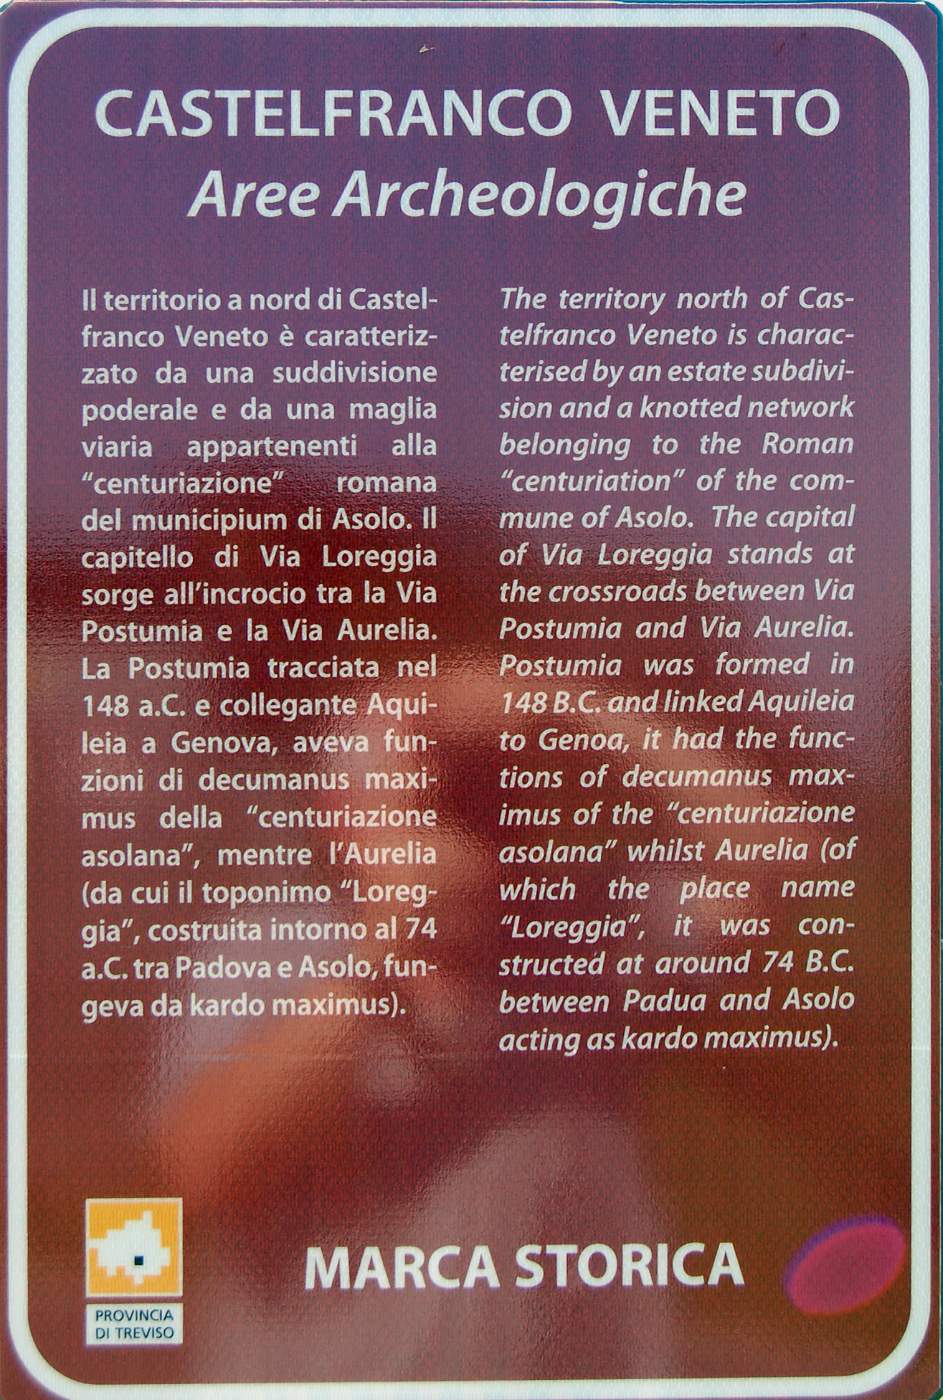 CASTELFRANCO VENETO
Aree Archeologiche
Il territorio a nord di Castel-
franco Veneto è caratteriz-
zato da una suddivisione
poderale e da una maglia
viaria appartenenti alla
“centuriazione” romana
del municipium di Asolo. Il
capitello di Via Loreggia
sorge all’incrocio tra la Via
Postumia e la Via Aurelia.
La Postumia tracciata nel
148 a.C. e collegante Aqui-
leia a Genova, aveva fun-
zioni di decumanus maxi-
mus della “centuriazione
asolana”, mentre l’Aurelia
(da cui il toponimo “Loreg-
gia”, costruita intorno al 74
a.C. tra Padova e Asolo, fun-
geva da kardo maximus).
The territory north of Cas-
telfranco Veneto is charac-
terised by an estate subdivi-
sion and a knotted network
belonging to the Roman
“centuriation” of the com-
mune of Asolo. The capital
of Via Loreggia stands at
the crossroads between Via
Postumia and Via Aurelia.
Postumia was formed in
148 B.C. and linked Aquileia
to Genoa, it had the func-
tions of decumanus max-
imus of the “centuriazione
asolana” whilst Aurelia (of
which the place name
“Loreggia”, it was con-
structed at around 74 B.C.
between Padua and Asolo
acting as kardo maximus).
MARCA STORICA
PROVINCIA
DI TREVISO